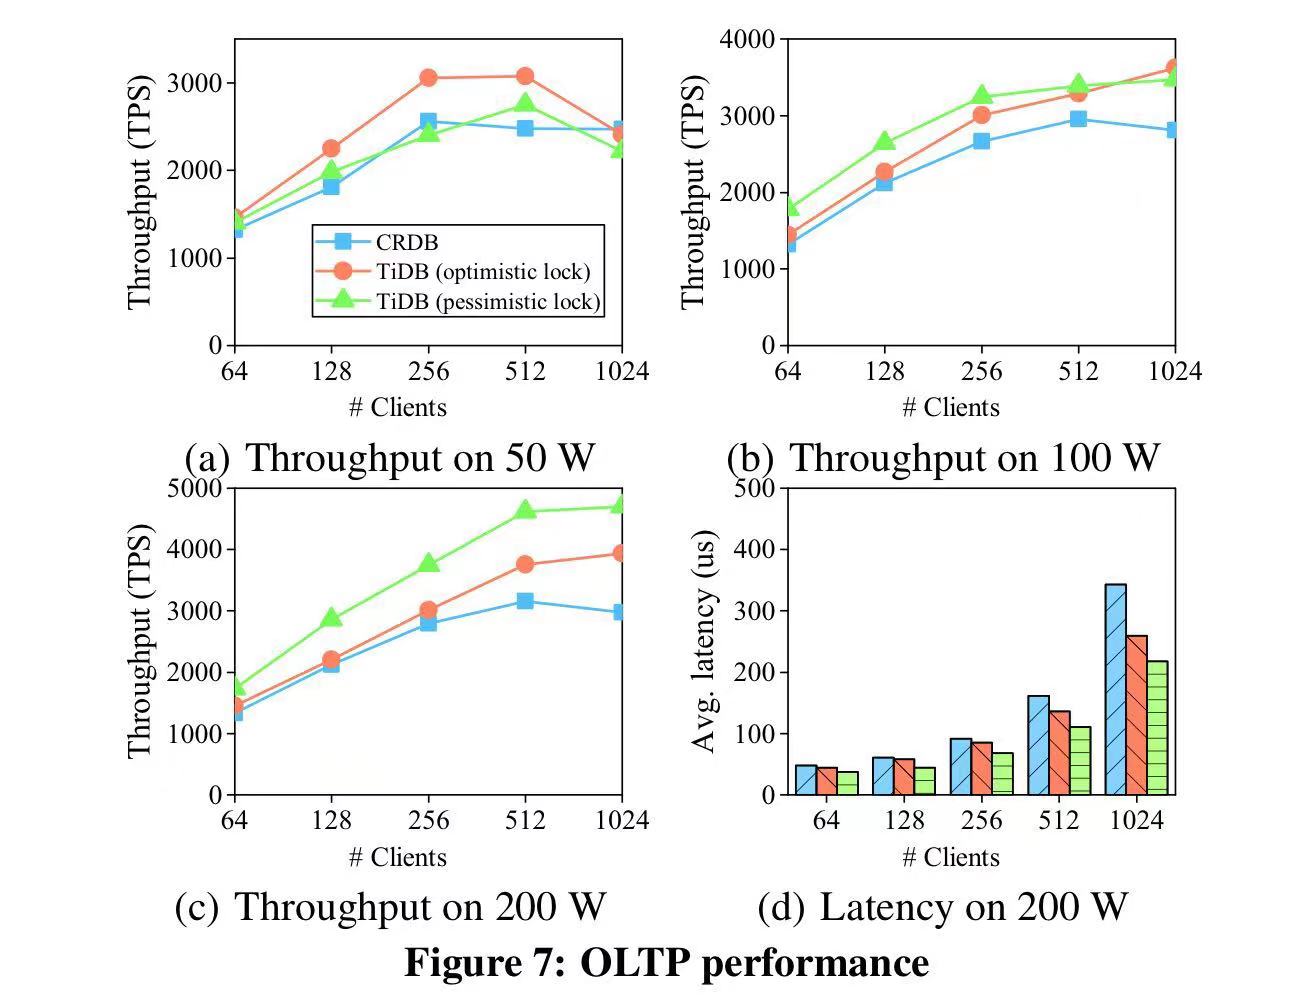 Throughput (TPS)
3000
2000
1000
0
CRDB
TiDB (optimistic lock)
TiDB (pessimistic lock)
64 128 256 512 1024
# Clients
(a) Throughput on 50 W
Throughput (TPS)
4000
3000
2000
1000
0
64 128 256 512 1024
# Clients
(b) Throughput on 100 W
Throughput (TPS)
5000
4000
3000
2000
1000
0
64 128 256 512 1024
# Clients
(c) Throughput on 200 W
Avg. latency (us)
500
400
300
200
100
0
64 128 256 512 1024
# Clients
(d) Latency on 200 W
Figure 7: OLTP performance